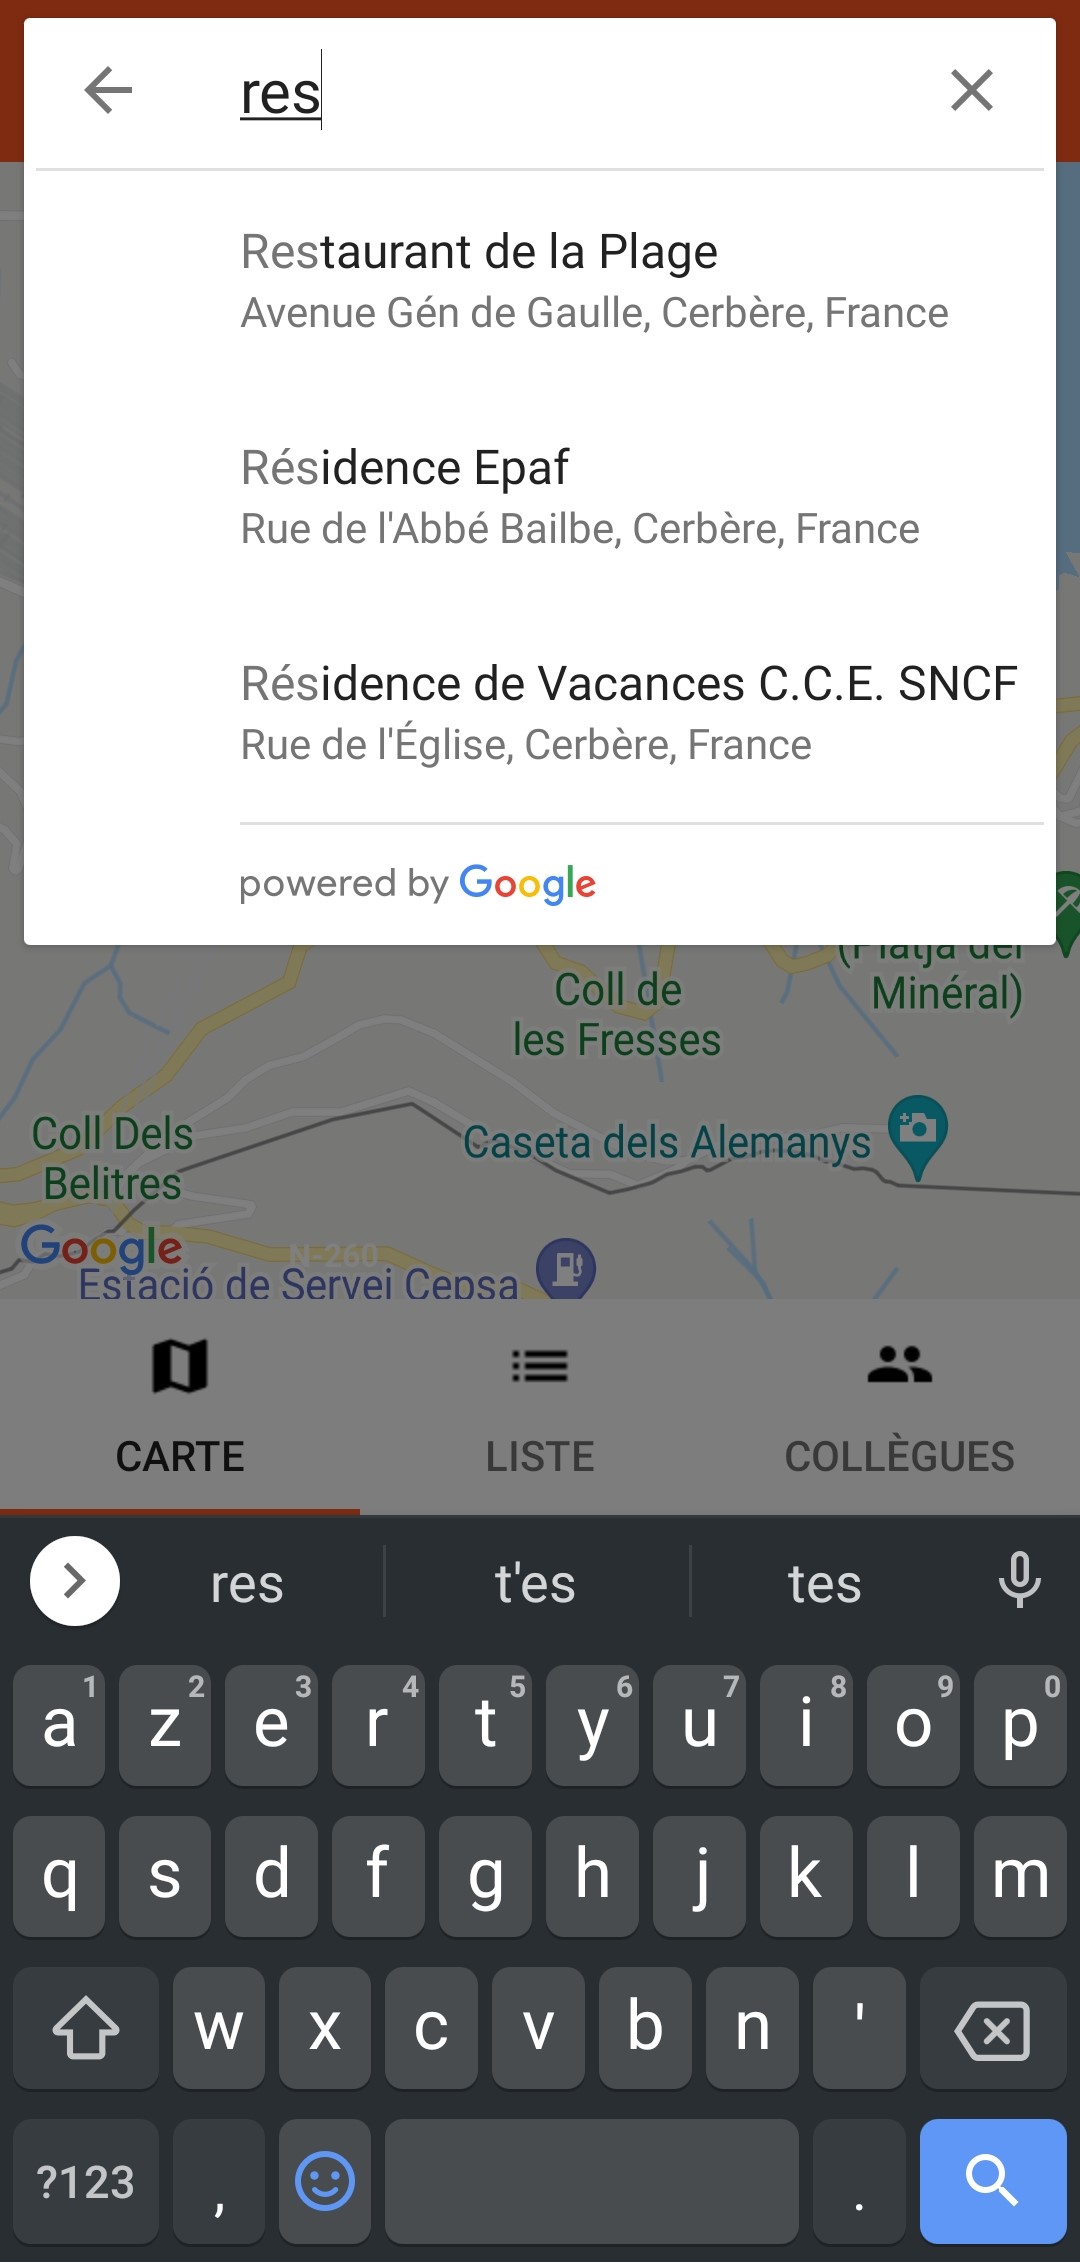 res
Restaurant de la Plage
Avenue Gén de Gaulle, Cerbère, France
Résidence Epaf
Rue de l'Abbé Bailbe, Cerbère, France
Résidence de Vacances C.C.E. SNCF
Rue de l'Église, Cerbère, France
powered by Google
(Platja del
Minéral)
Coll de
les Fresses
Coll Dels
Belitres
Caseta dels Alemanys
Google
N-260
Estació de Servei Cepsa
CARTE LISTE COLLÈGUES
res t'es tes
1 2 3 4 5 6 7 8 9 0
a z e r t y u i o p
q s d f g h j k l m
w x c v b n '
?123 , .